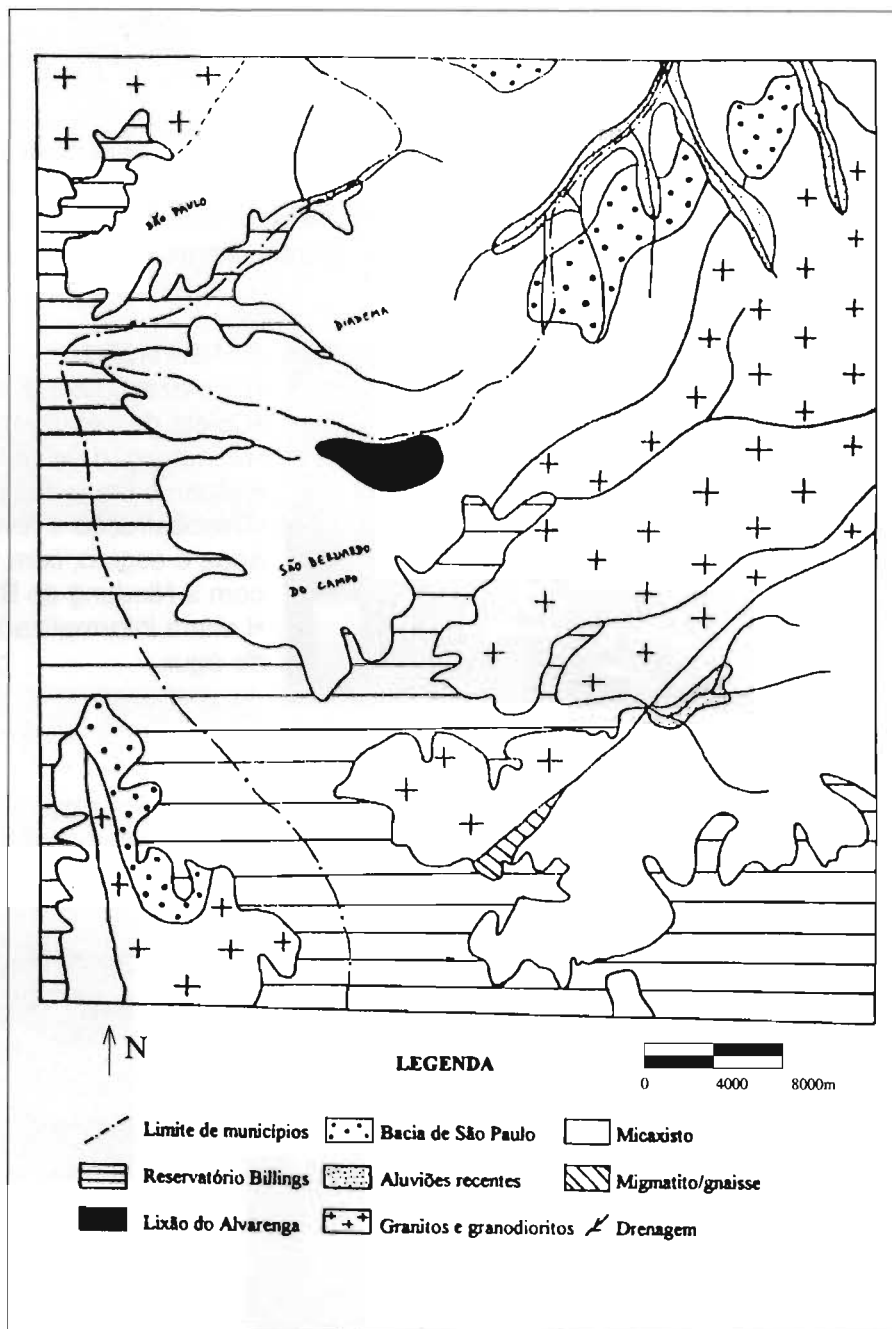 SÃO PAULO
DIADEMA
SÃO BERNARDO
DO CAMPO
N
LEGENDA
0 4000 8000m
Limite de municípios
Bacia de São Paulo
Micaxisto
Reservatório Billings
Aluviões recentes
Migmatito/gnaisse
Lixão do Alvarenga
Granitos e granodioritos
Drenagem